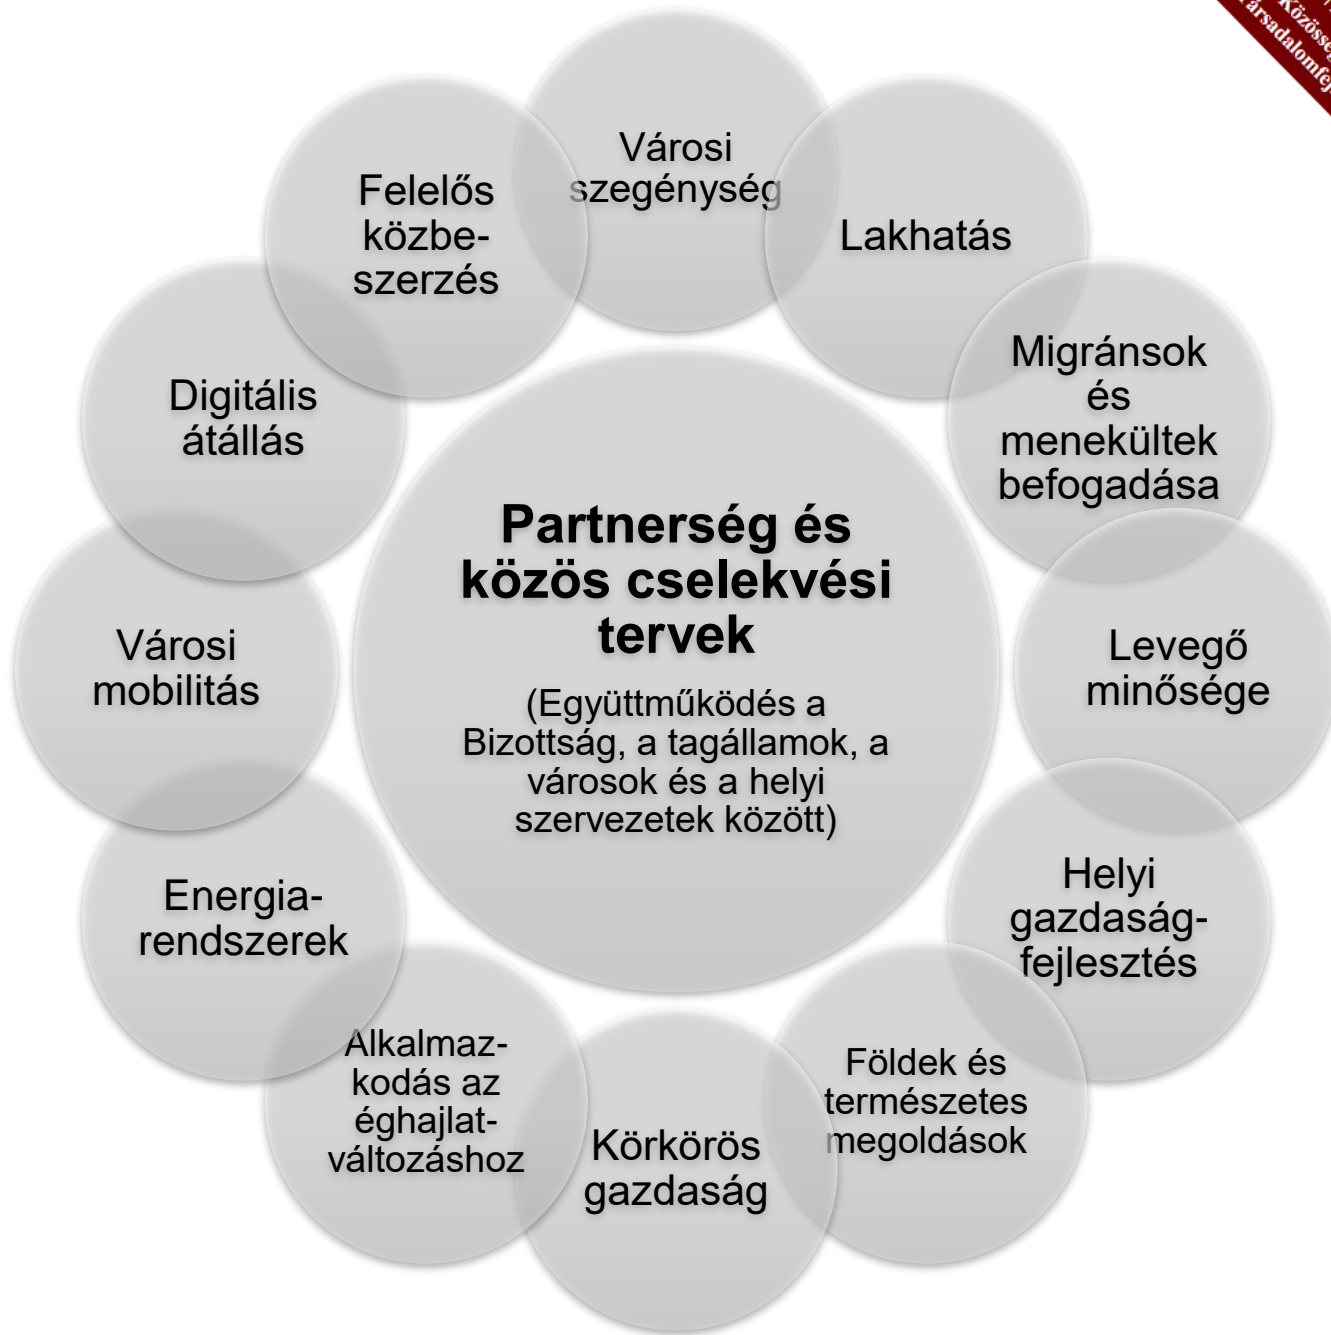 Városi
szegénység
Lakhatás
Migránsok
és
menekültek
befogadása
Levegő
minősége
Helyi
gazdaság-
fejlesztés
Földek és
természetes
megoldások
Körkörös
gazdaság
Alkalmaz-
kodás az
éghajlat-
változáshoz
Energia-
rendszerek
Városi
mobilitás
Digitális
átállás
Felelős
közbe-
szerzés
Partnerség és
közös cselekvési
tervek
(Együttműködés a
Bizottság, a tagállamok, a
városok és a helyi
szervezetek között)